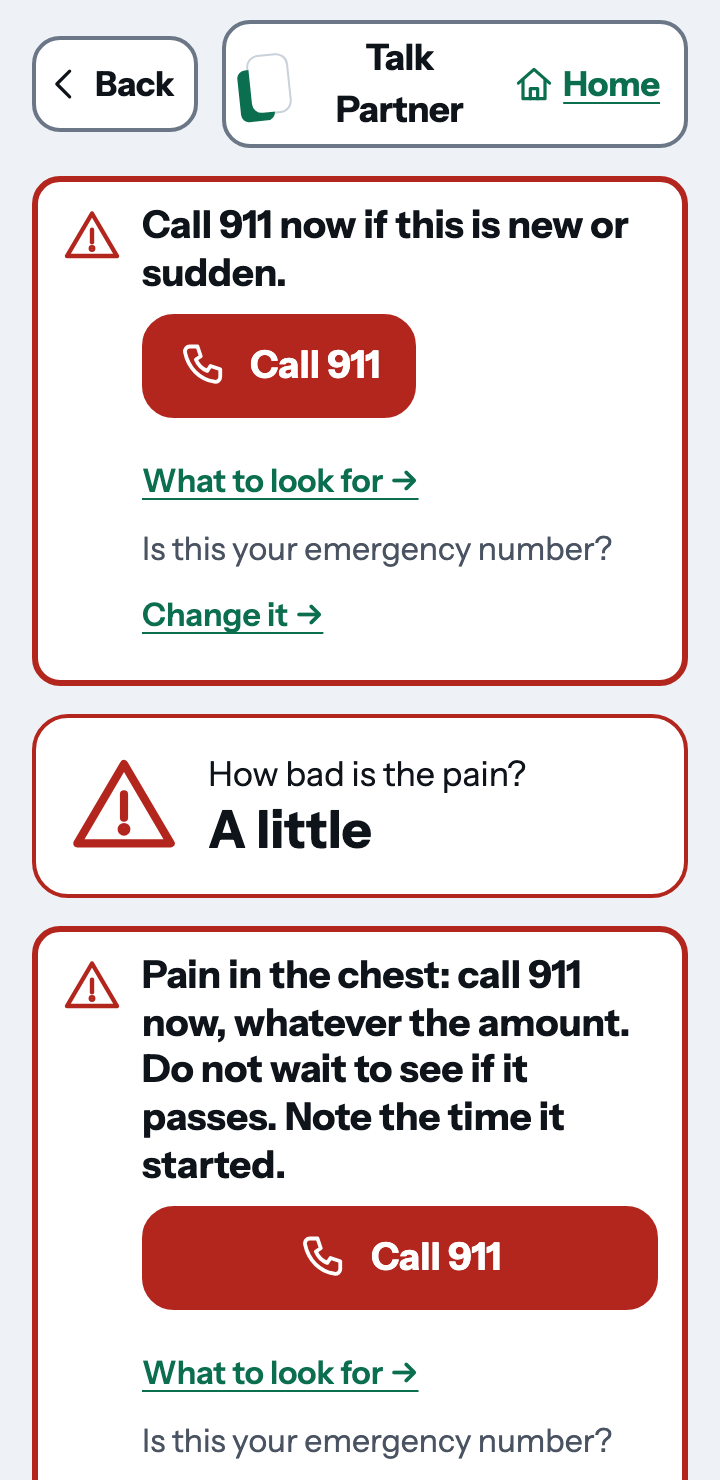 Back
Talk
Partner
Home
Call 911 now if this is new or
sudden.
Call 911
What to look for →
Is this your emergency number?
Change it →
How bad is the pain?
A little
Pain in the chest: call 911
now, whatever the amount.
Do not wait to see if it
passes. Note the time it
started.
Call 911
What to look for →
Is this your emergency number?